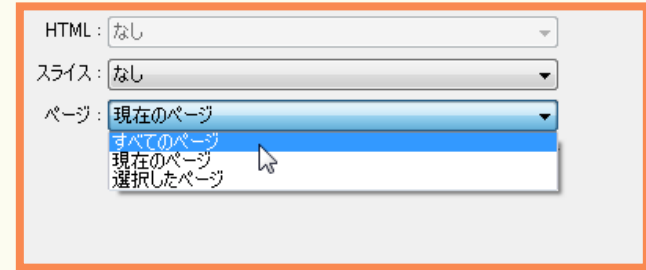 HTML : なし
スライス : なし
ページ : 現在のページ
すべてのページ
現在のページ
選択したページ